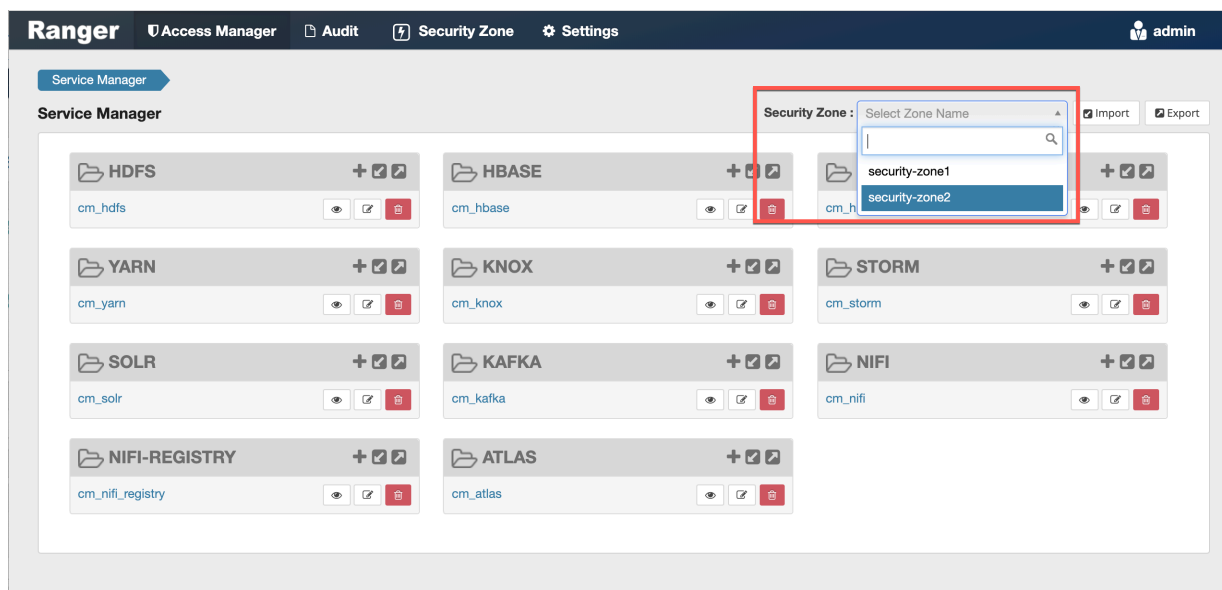 Ranger Access Manager Audit Security Zone Settings admin
Service Manager
Service Manager Security Zone : Select Zone Name Import Export
security-zone1
security-zone2
HDFS HBASE
cm_hdfs cm_hbase cm_h
YARN KNOX STORM
cm_yarn cm_knox cm_storm
SOLR KAFKA NIFI
cm_solr cm_kafka cm_nifi
NIFI-REGISTRY ATLAS
cm_nifi_registry cm_atlas